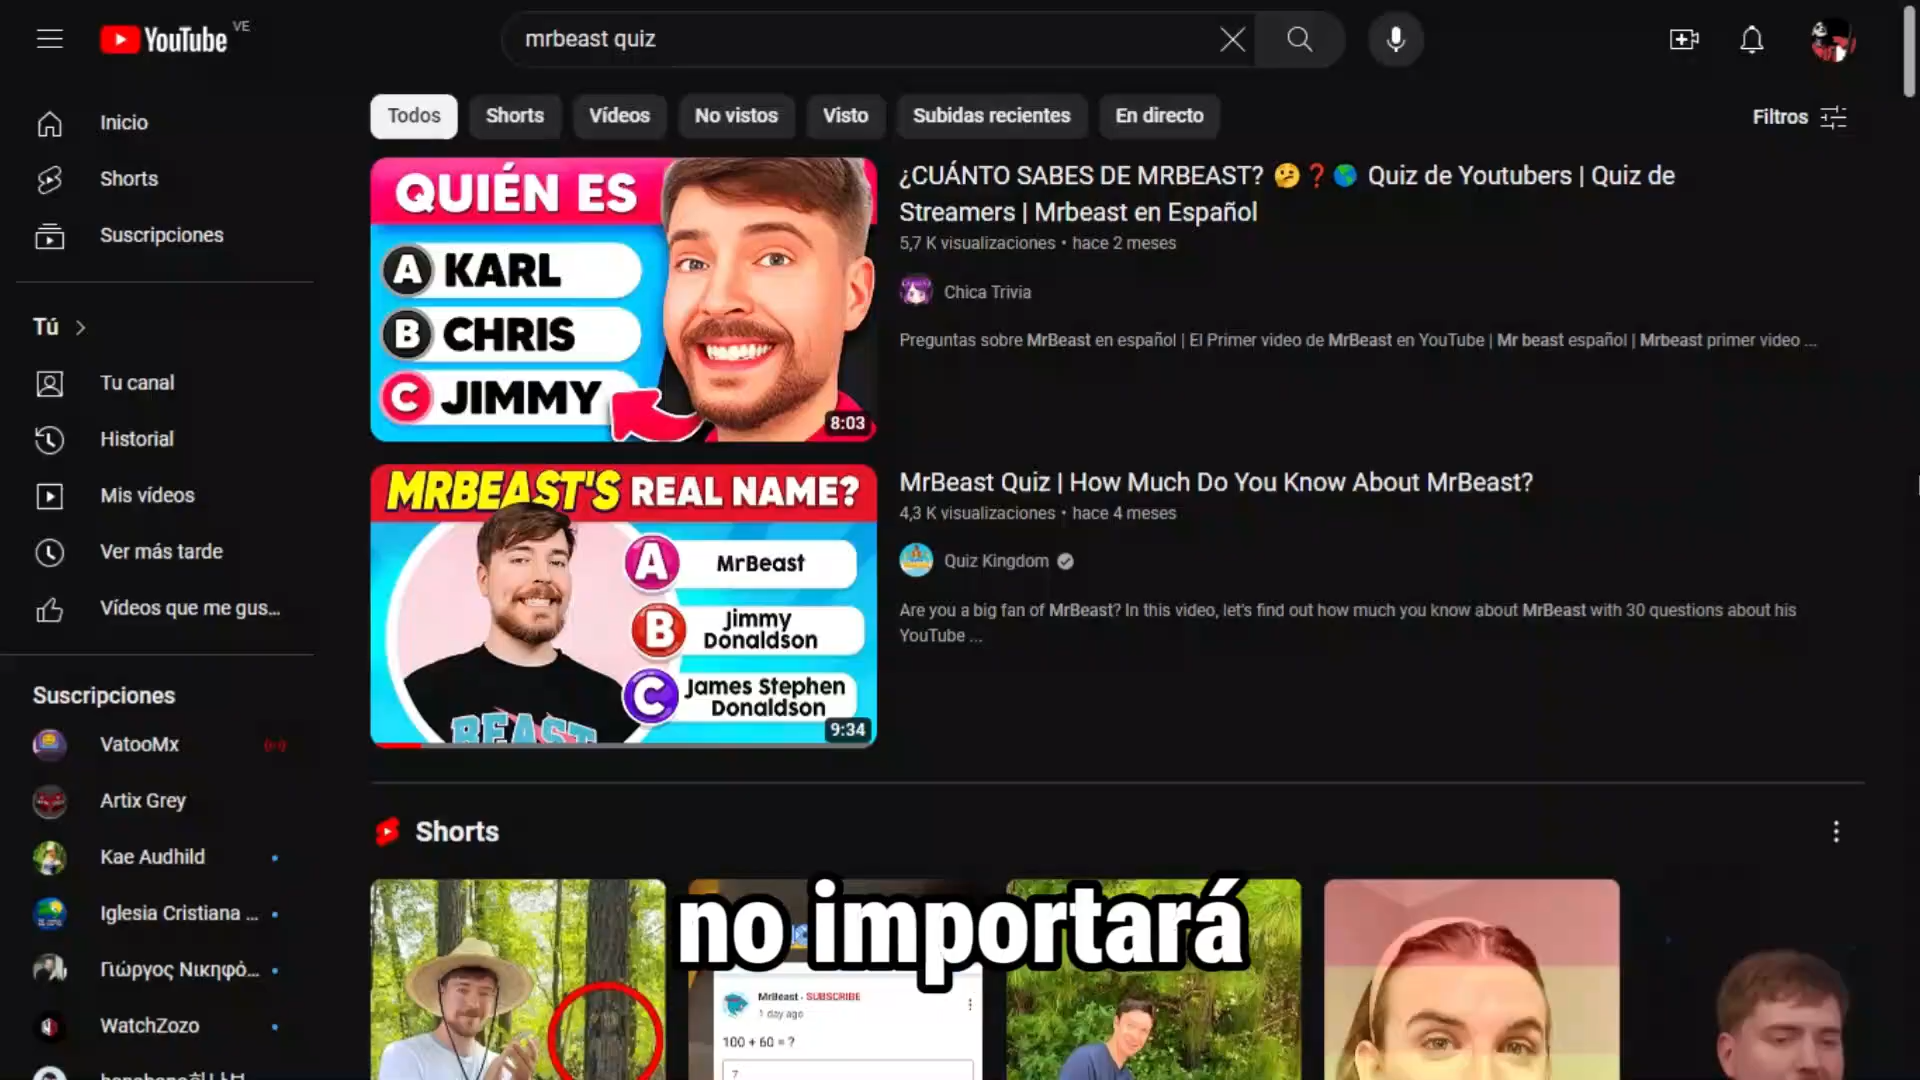 YouTube VE
mrbeast quiz
Todos
Shorts
Vídeos
No vistos
Visto
Subidas recientes
En directo
Filtros
Inicio
Shorts
Suscripciones
Tú
Tu canal
Historial
Mis vídeos
Ver más tarde
Vídeos que me gus...
Suscripciones
VatooMx
Artix Grey
Kae Audhild
Iglesia Cristiana ...
Γιώργος Νικηφό...
WatchZozo
QUIÉN ES
A KARL
B CHRIS
C JIMMY
8:03
¿CUÁNTO SABES DE MRBEAST? 🤔❓🌎 Quiz de Youtubers | Quiz de
Streamers | Mrbeast en Español
5,7 K visualizaciones • hace 2 meses
Chica Trivia
Preguntas sobre MrBeast en español | El Primer video de MrBeast en YouTube | Mr beast español | Mrbeast primer video ...
MRBEAST'S REAL NAME?
A MrBeast
B Jimmy
Donaldson
C James Stephen
Donaldson
BEAST
9:34
MrBeast Quiz | How Much Do You Know About MrBeast?
4,3 K visualizaciones • hace 4 meses
Quiz Kingdom
Are you a big fan of MrBeast? In this video, let's find out how much you know about MrBeast with 30 questions about his
YouTube ...
Shorts
no importará
MrBeast · SUBSCRIBE
1 day ago
100 + 60 = ?
7